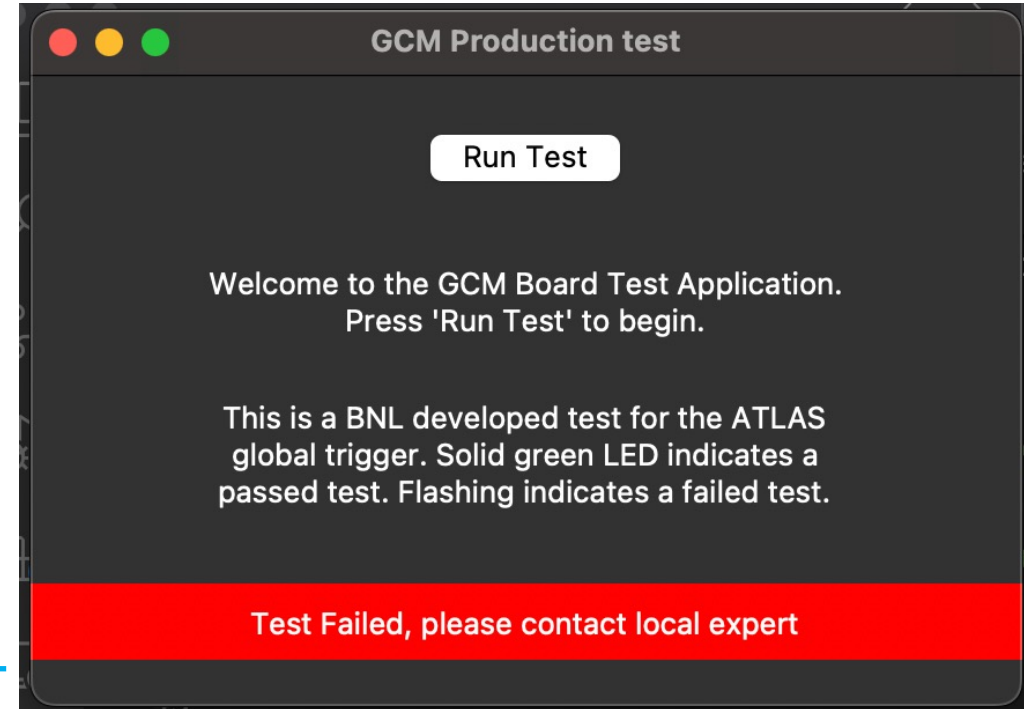 GCM Production test
Run Test
Welcome to the GCM Board Test Application.
Press 'Run Test' to begin.
This is a BNL developed test for the ATLAS
global trigger. Solid green LED indicates a
passed test. Flashing indicates a failed test.
Test Failed, please contact local expert